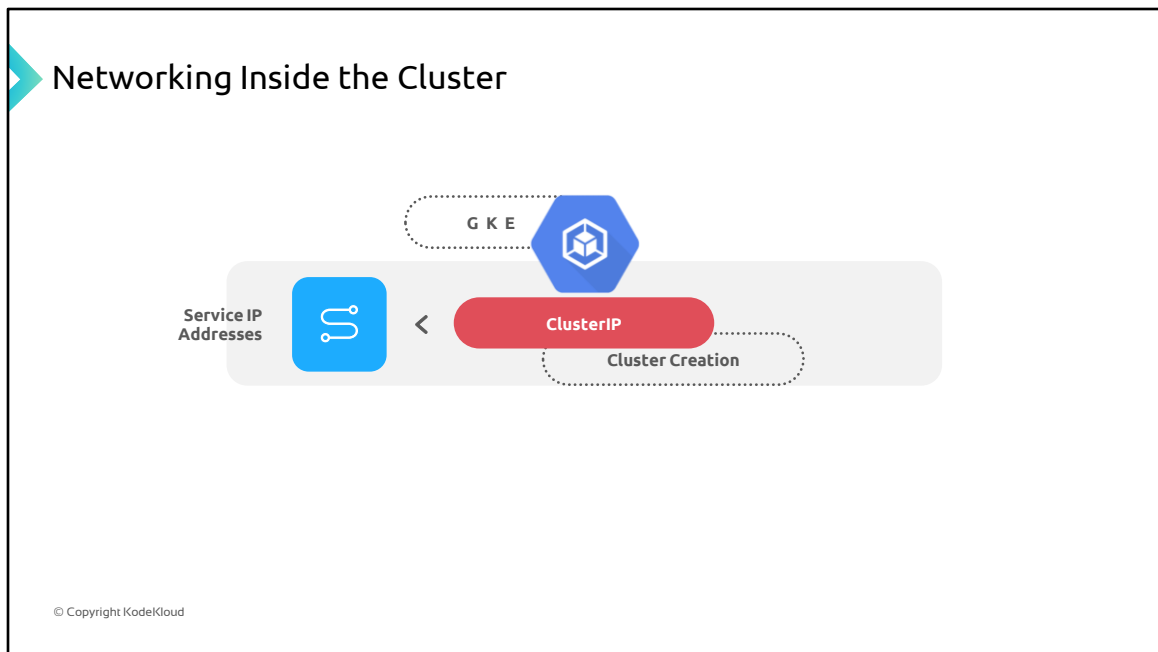 Networking Inside the Cluster
G K E
Service IP
Addresses
ClusterIP
Cluster Creation
© Copyright KodeKloud